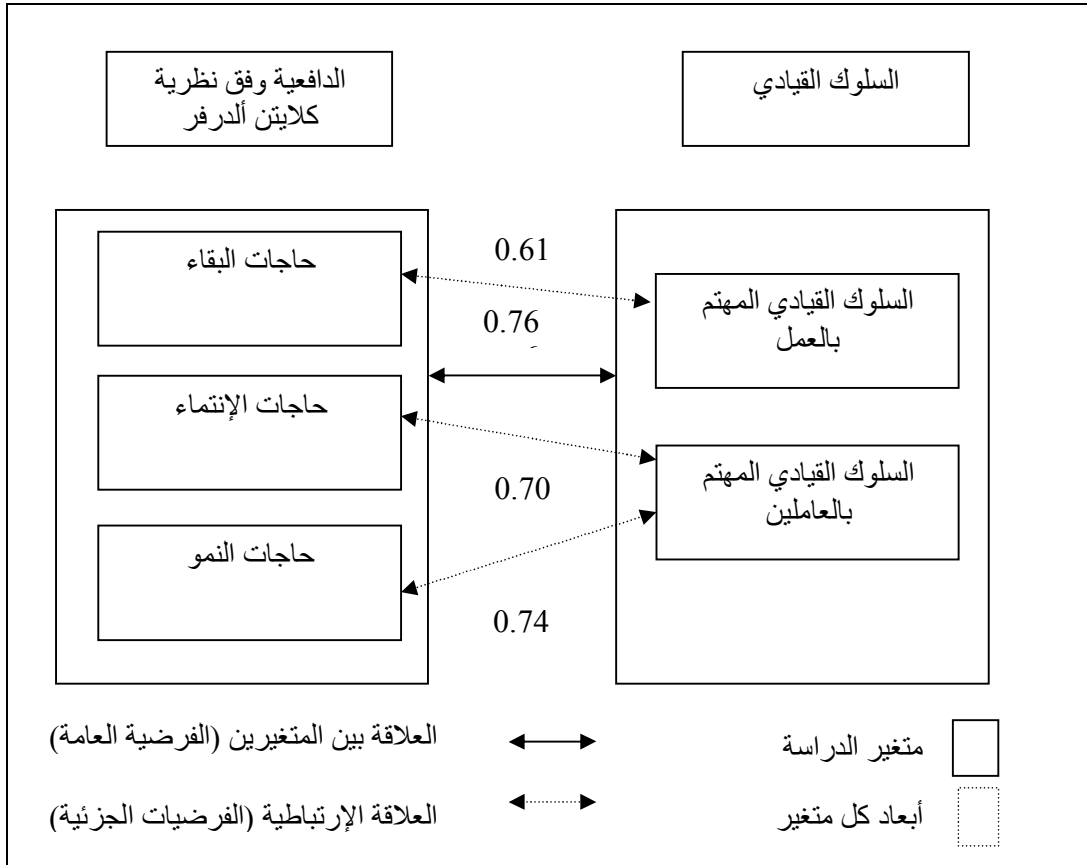 السلوك القيادي
الدافعية وفق نظرية
كلايتن ألدرفر
السلوك القيادي المهتم
بالعمل
السلوك القيادي المهتم
بالعاملين
0.61
0.76
0.70
0.74
حاجات البقاء
حاجات الإنتماء
حاجات النمو
متغير الدراسة
العلاقة بين المتغيرين (الفرضية العامة)
أبعاد كل متغير
العلاقة الإرتباطية (الفرضيات الجزئية)